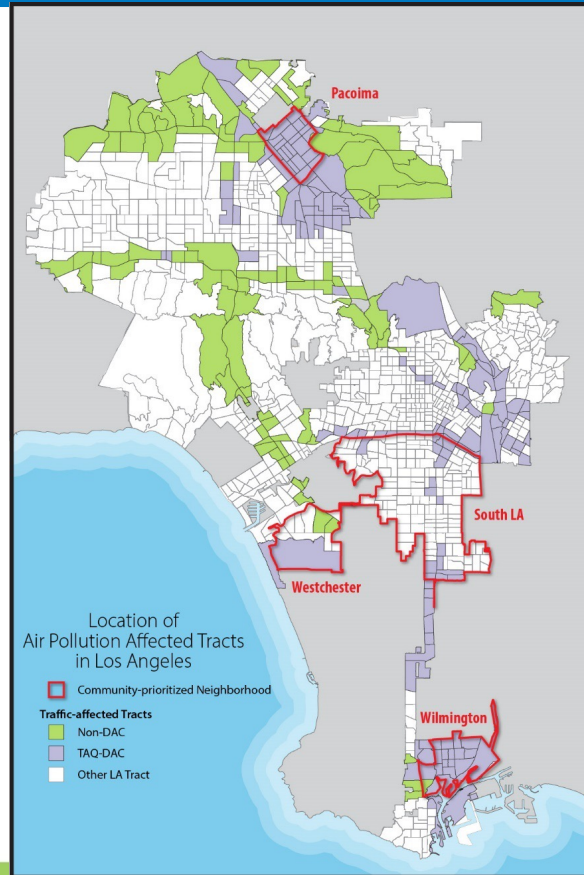 Pacoima
South LA
Westchester
Location of
Air Pollution Affected Tracts
in Los Angeles
Community-prioritized Neighborhood
Wilmington
Traffic-affected Tracts
Non-DAC
TAQ-DAC
Other LA Tract